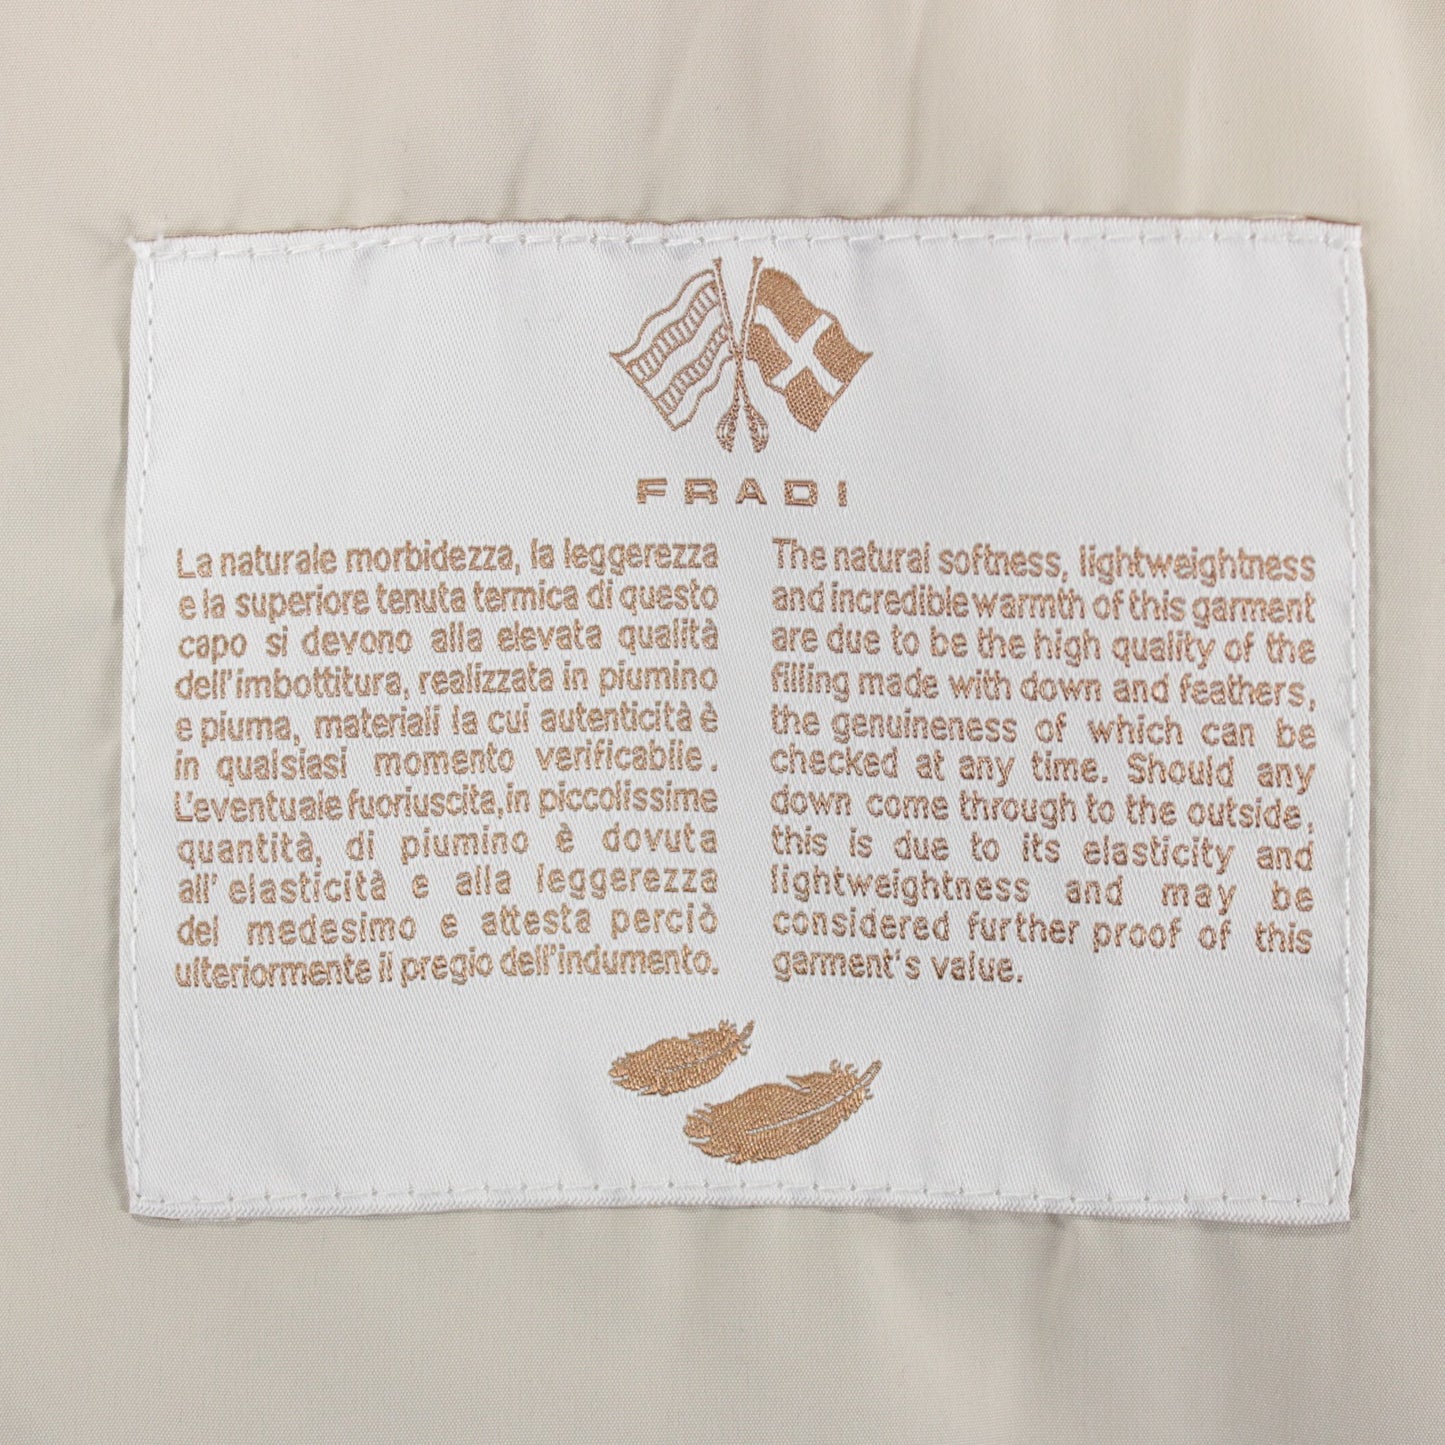 FRADI
La naturale morbidezza, la leggerezza
e la superiore tenuta termica di questo
capo si devono alla elevata qualità
dell'imbottitura, realizzata in piumino
e piuma, materiali la cui autenticità è
in qualsiasi momento verificabile.
L'eventuale fuoriuscita, in piccolissime
quantità, di piumino è dovuta
all' elasticità e alla leggerezza
del medesimo e attesta perciò
ulteriormente il pregio dell'indumento.
The natural softness, lightweightness
and incredible warmth of this garment
are due to be the high quality of the
filling made with down and feathers,
the genuineness of which can be
checked at any time. Should any
down come through to the outside,
this is due to its elasticity and
lightweightness and may be
considered further proof of this
garment's value.